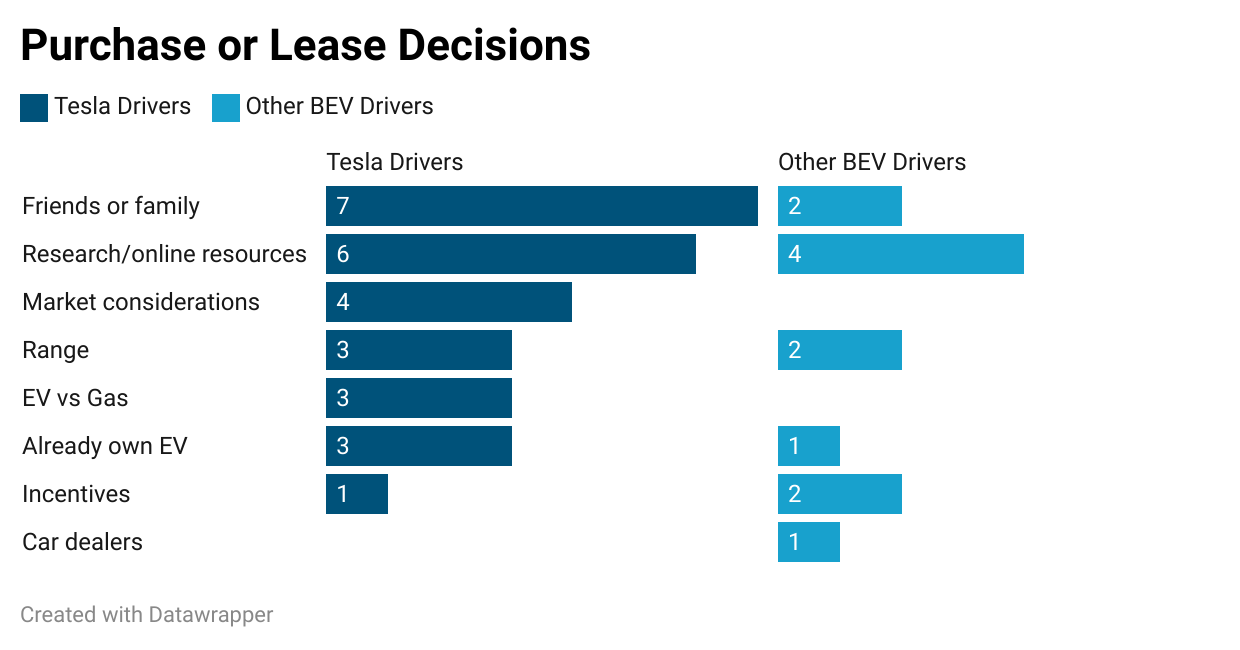 Purchase or Lease Decisions
Tesla Drivers Other BEV Drivers
Tesla Drivers Other BEV Drivers
Friends or family 7 2
Research/online resources 6 4
Market considerations 4
Range 3 2
EV vs Gas 3
Already own EV 3 1
Incentives 1 2
Car dealers 1
Created with Datawrapper